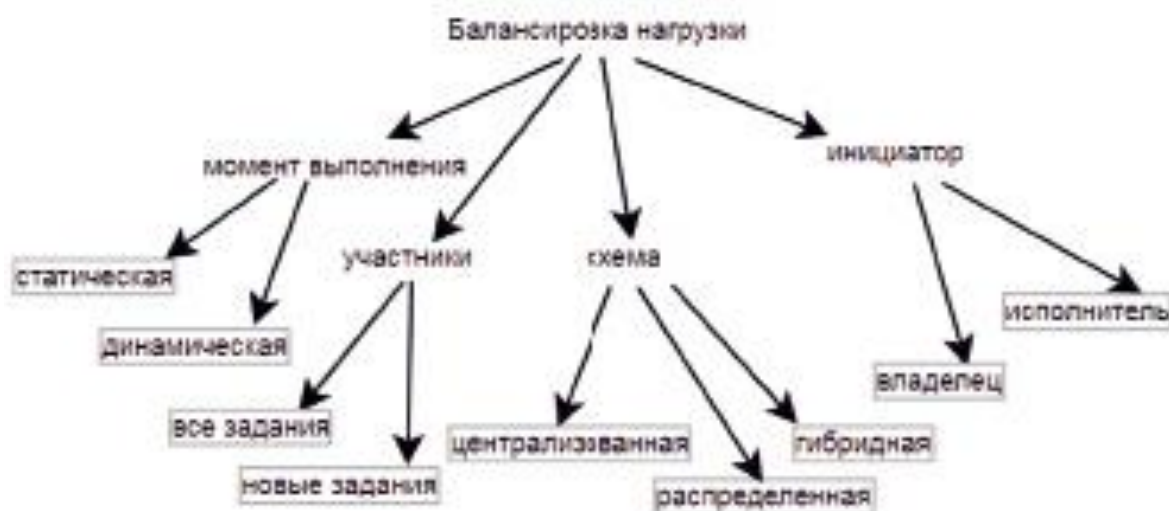 Балансировка нагрузки
момент выполнения
инициатор
участники
схема
статическая
динамическая
все задания
новые задания
централизованная
распределенная
гибридная
владелец
исполнитель